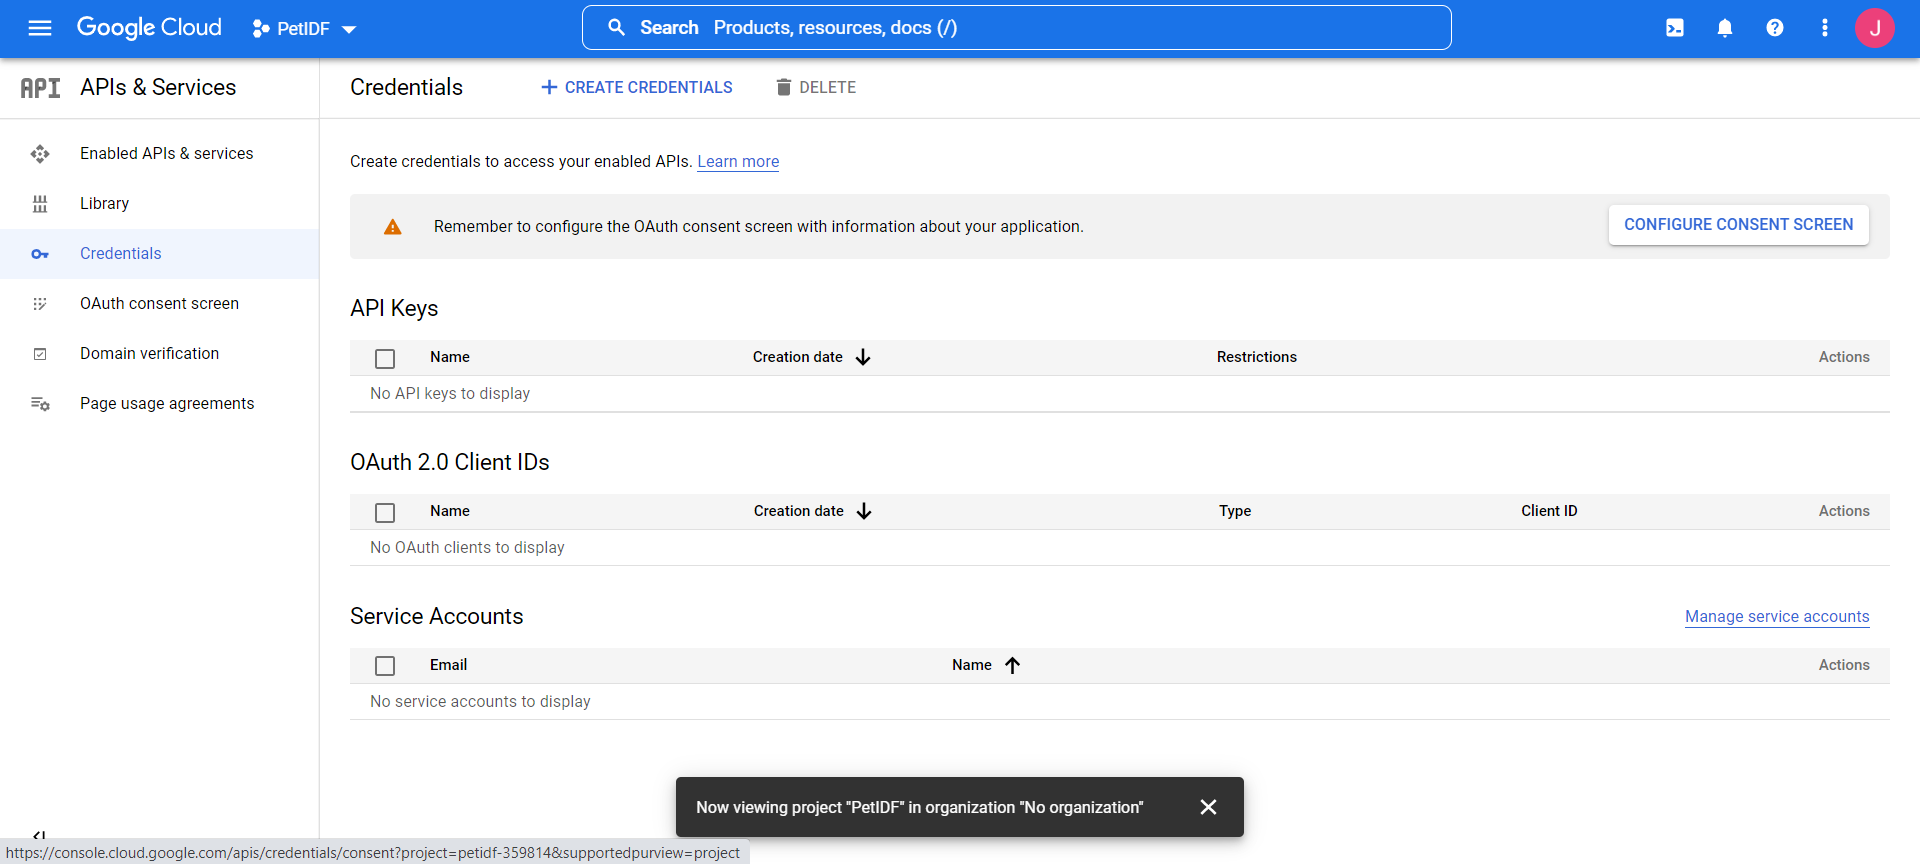 Google Cloud
PetIDF
Search Products, resources, docs (/)
J
API APIs & Services
Credentials
CREATE CREDENTIALS
DELETE
Enabled APIs & services
Library
Credentials
OAuth consent screen
Domain verification
Page usage agreements
Create credentials to access your enabled APIs. Learn more
Remember to configure the OAuth consent screen with information about your application.
CONFIGURE CONSENT SCREEN
API Keys
Name Creation date Restrictions Actions
No API keys to display
OAuth 2.0 Client IDs
Name Creation date Type Client ID Actions
No OAuth clients to display
Service Accounts
Manage service accounts
Email Name Actions
No service accounts to display
Now viewing project "PetIDF" in organization "No organization"
https://console.cloud.google.com/apis/credentials/consent?project=petidf-359814&supportedpurview=project